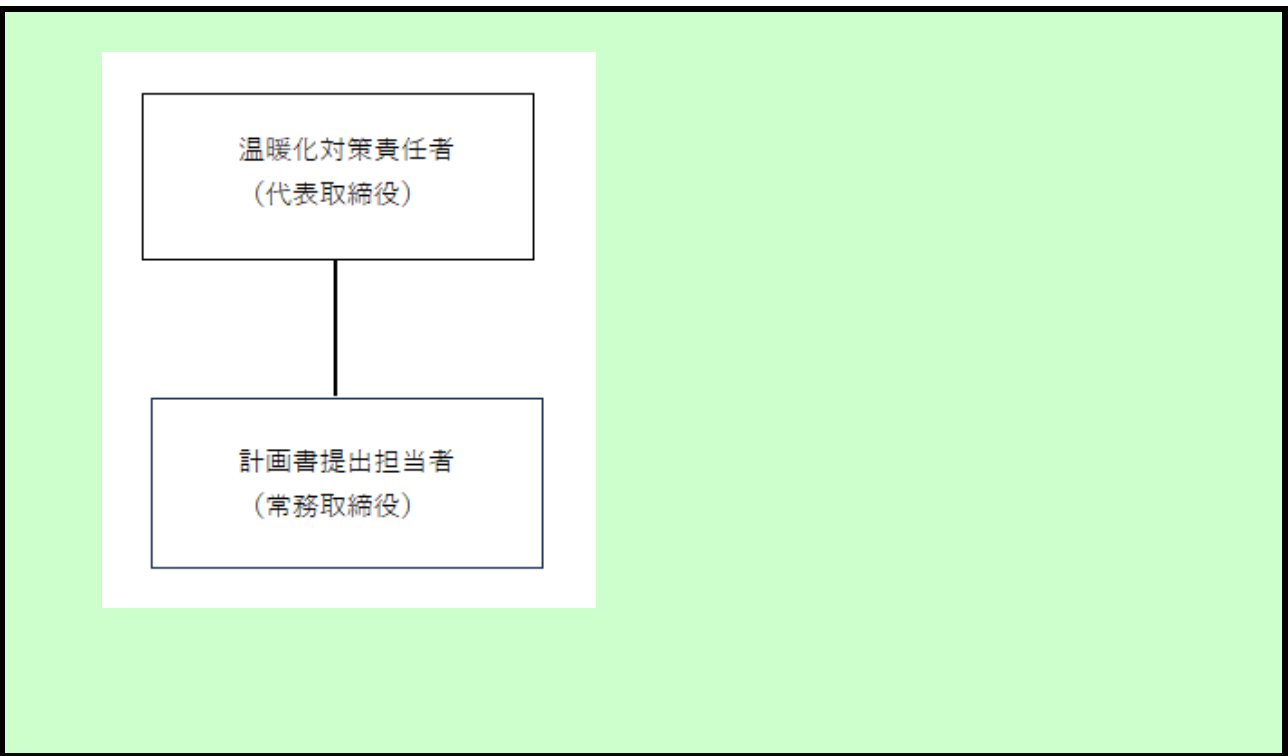 温暖化対策責任者
（代表取締役）
計画書提出担当者
（常務取締役）